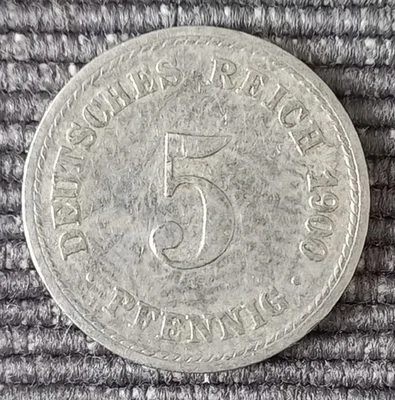 DEUTSCHES REICH 1900
5
· PFENNIG ·